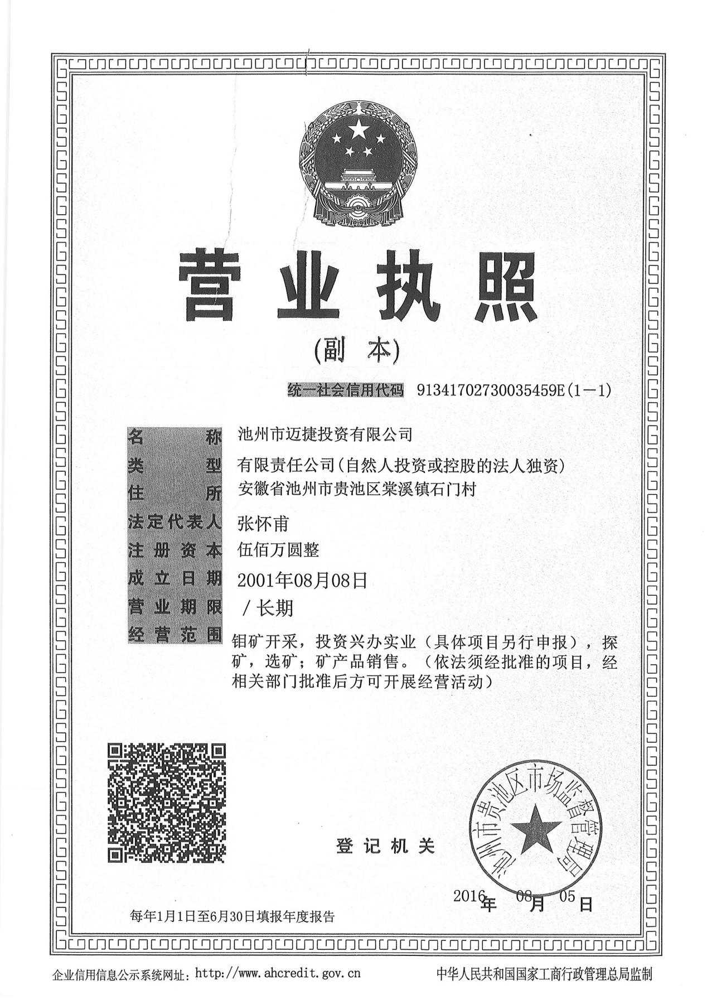 营业执照
(副 本)
统一社会信用代码 91341702730035459E(1-1)
名称 池州市迈捷投资有限公司
类型 有限责任公司(自然人投资或控股的法人独资)
住所 安徽省池州市贵池区棠溪镇石门村
法定代表人 张怀甫
注册资本 伍佰万圆整
成立日期 2001年08月08日
营业期限 /长期
经营范围 钼矿开采，投资兴办实业（具体项目另行申报），探
矿，选矿；矿产品销售。（依法须经批准的项目，经
相关部门批准后方可开展经营活动）
池州市贵池区市场监督管理局
登记机关
2016年 08月 05日
每年1月1日至6月30日填报年度报告
企业信用信息公示系统网址：http://www.ahcredit.gov.cn
中华人民共和国国家工商行政管理总局监制